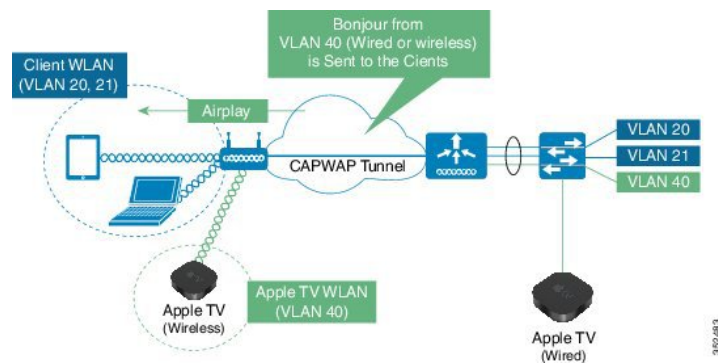 Bonjour from
VLAN 40 (Wired or wireless)
is Sent to the Cients
Client WLAN
(VLAN 20, 21)
Airplay
CAPWAP Tunnel
VLAN 20
VLAN 21
VLAN 40
Apple TV
(Wireless)
Apple TV WLAN
(VLAN 40)
Apple TV
(Wired)